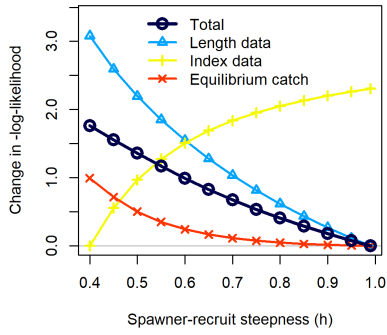 Total
Length data
Index data
Equilibrium catch
Change in -log-likelihood
3.0
2.0
1.0
0.0
0.4 0.5 0.6 0.7 0.8 0.9 1.0
Spawner-recruit steepness (h)